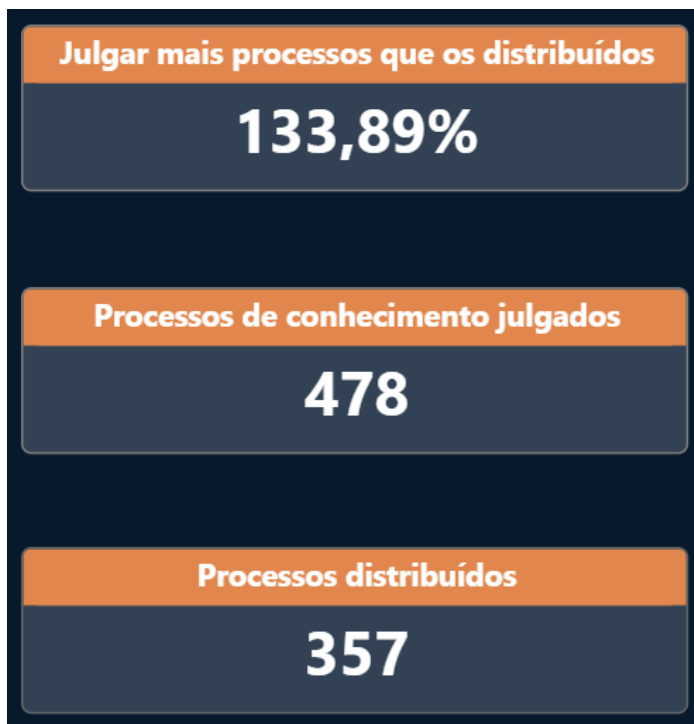 Julgar mais processos que os distribuídos
133,89%
Processos de conhecimento julgados
478
Processos distribuídos
357